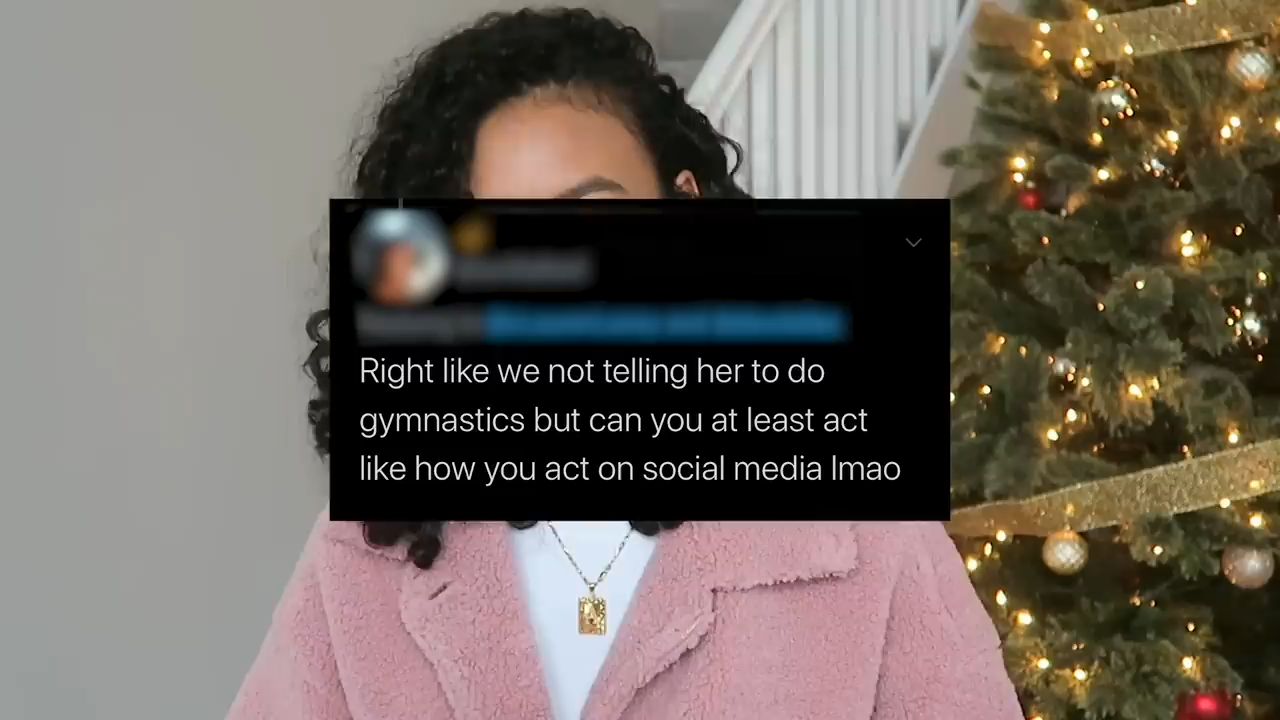 Right like we not telling her to do
gymnastics but can you at least act
like how you act on social media lmao